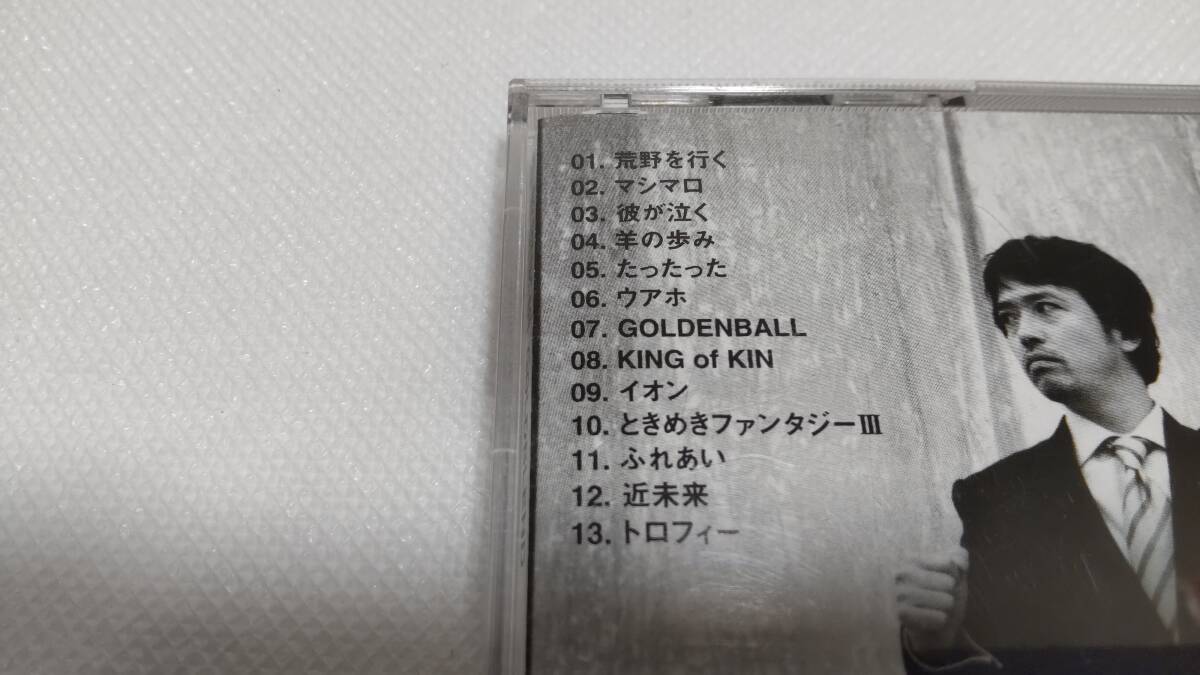 01. 荒野を行く
02. マシマロ
03. 彼が泣く
04. 羊の歩み
05. たったった
06. ウアホ
07. GOLDENBALL
08. KING of KIN
09. イオン
10. ときめきファンタジーⅢ
11. ふれあい
12. 近未来
13. トロフィー